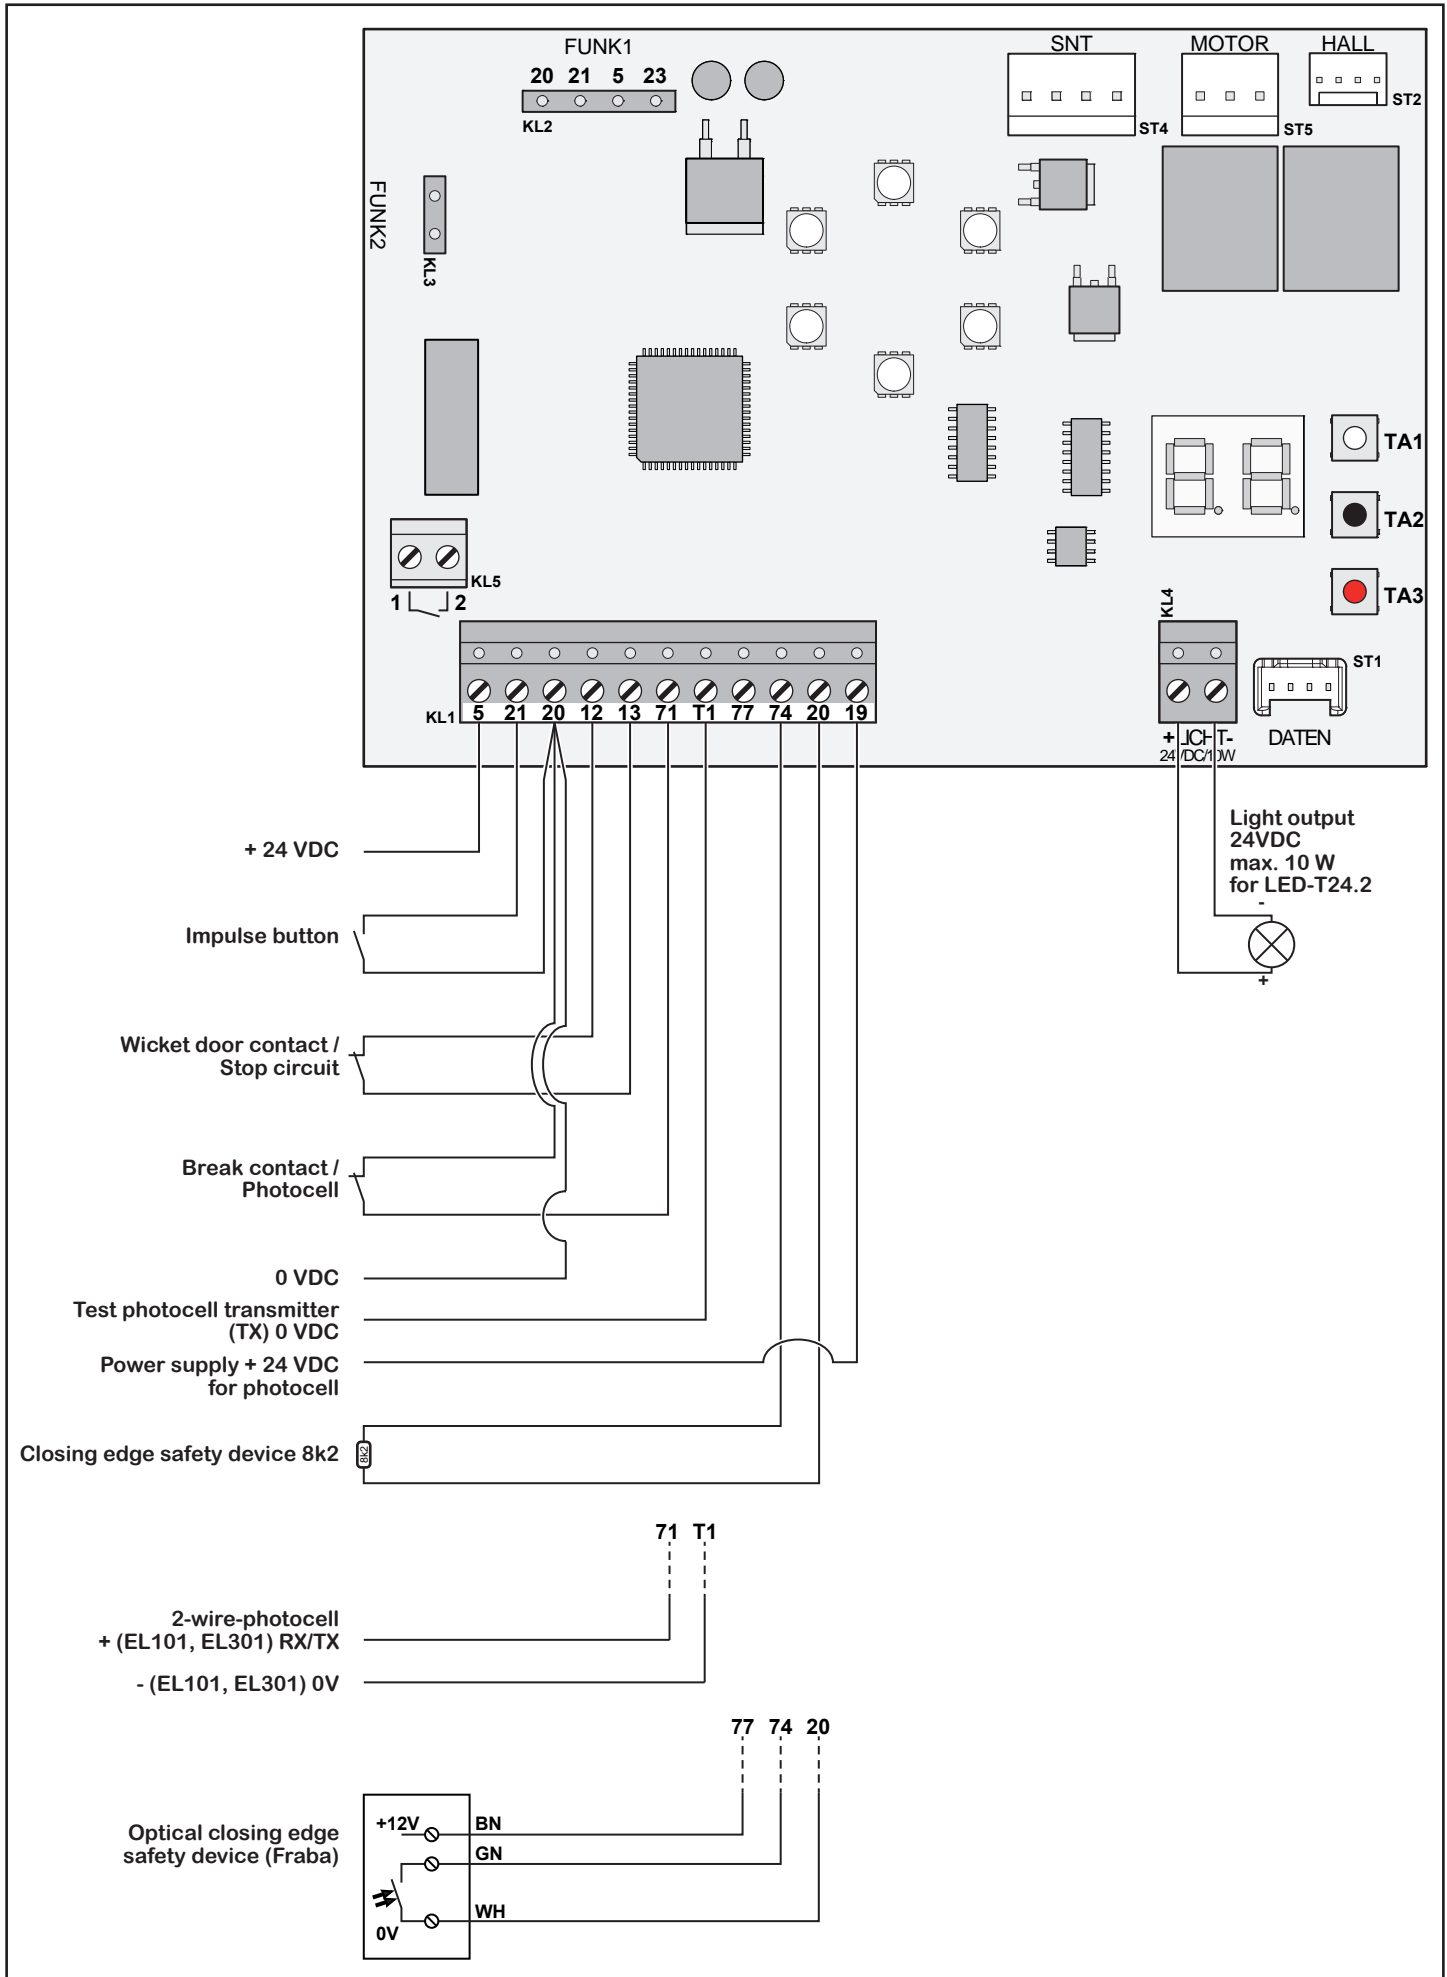 FUNK1
20 21 5 23
KL2
SNT
ST4
MOTOR
ST5
HALL
ST2
FUNK2
KL3
TA1
TA2
TA3
KL5
1 2
KL4
ST1
KL1 5 21 20 12 13 71 T1 77 74 20 19
+ LICHT-
24VDC/10W
DATEN
+ 24 VDC
Light output
24VDC
max. 10 W
for LED-T24.2
-
+
Impulse button
Wicket door contact /
Stop circuit
Break contact /
Photocell
0 VDC
Test photocell transmitter
(TX) 0 VDC
Power supply + 24 VDC
for photocell
Closing edge safety device 8k2
8k2
71 T1
2-wire-photocell
+ (EL101, EL301) RX/TX
- (EL101, EL301) 0V
77 74 20
Optical closing edge
safety device (Fraba)
+12V
BN
GN
WH
0V